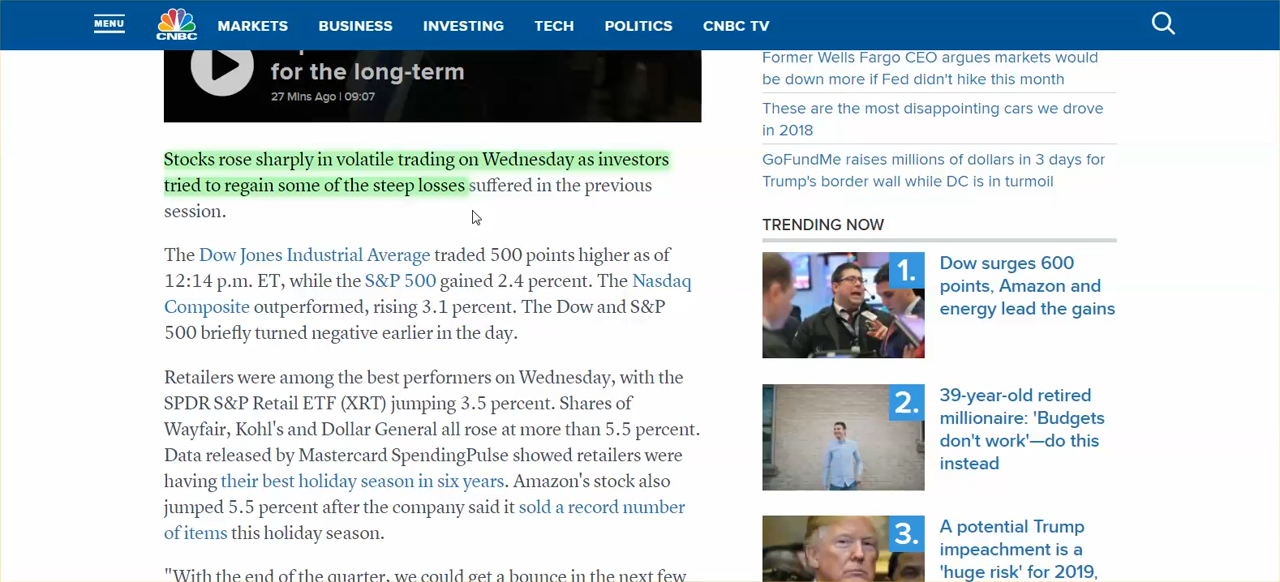 MENU
CNBC
MARKETS
BUSINESS
INVESTING
TECH
POLITICS
CNBC TV
for the long-term
27 Mins Ago | 09:07
Stocks rose sharply in volatile trading on Wednesday as investors
tried to regain some of the steep losses suffered in the previous
session.
The Dow Jones Industrial Average traded 500 points higher as of
12:14 p.m. ET, while the S&P 500 gained 2.4 percent. The Nasdaq
Composite outperformed, rising 3.1 percent. The Dow and S&P
500 briefly turned negative earlier in the day.
Retailers were among the best performers on Wednesday, with the
SPDR S&P Retail ETF (XRT) jumping 3.5 percent. Shares of
Wayfair, Kohl's and Dollar General all rose at more than 5.5 percent.
Data released by Mastercard SpendingPulse showed retailers were
having their best holiday season in six years. Amazon's stock also
jumped 5.5 percent after the company said it sold a record number
of items this holiday season.
"With the end of the quarter, we could get a bounce in the next few
Former Wells Fargo CEO argues markets would
be down more if Fed didn't hike this month
These are the most disappointing cars we drove
in 2018
GoFundMe raises millions of dollars in 3 days for
Trump's border wall while DC is in turmoil
TRENDING NOW
1.
Dow surges 600
points, Amazon and
energy lead the gains
2.
39-year-old retired
millionaire: 'Budgets
don't work'—do this
instead
3.
A potential Trump
impeachment is a
'huge risk' for 2019,